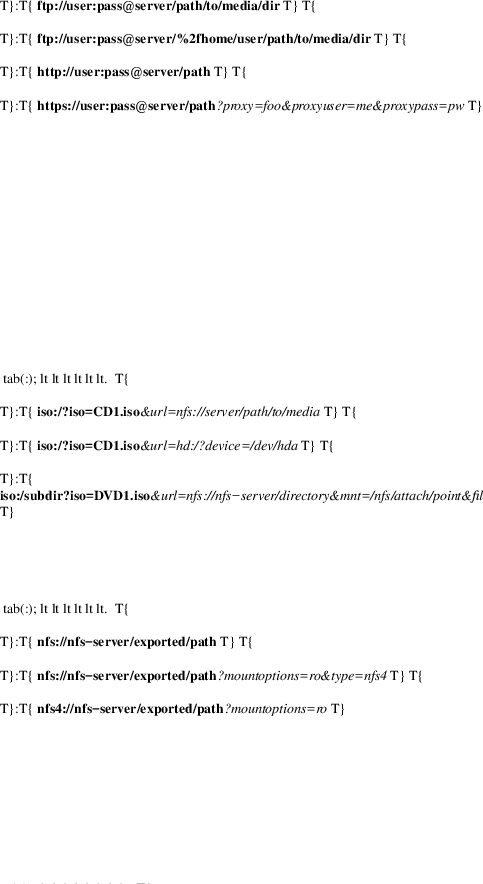 T}:T{ ftp://user:pass@server/path/to/media/dir T} T{
T}:T{ ftp://user:pass@server/%2fhome/user/path/to/media/dir T} T{
T}:T{ http://user:pass@server/path T} T{
T}:T{ https://user:pass@server/path?proxy=foo&proxyuser=me&proxypass=pw T}
tab(:); lt lt lt lt lt lt. T{
T}:T{ iso:/?iso=CD1.iso&url=nfs://server/path/to/media T} T{
T}:T{ iso:/?iso=CD1.iso&url=hd:/?device=/dev/hda T} T{
T}:T{
iso:/subdir?iso=DVD1.iso&url=nfs://nfs−server/directory&mnt=/nfs/attach/point&fil
T}
tab(:); lt lt lt lt lt lt. T{
T}:T{ nfs://nfs−server/exported/path T} T{
T}:T{ nfs://nfs−server/exported/path?mountoptions=ro&type=nfs4 T} T{
T}:T{ nfs4://nfs−server/exported/path?mountoptions=ro T}